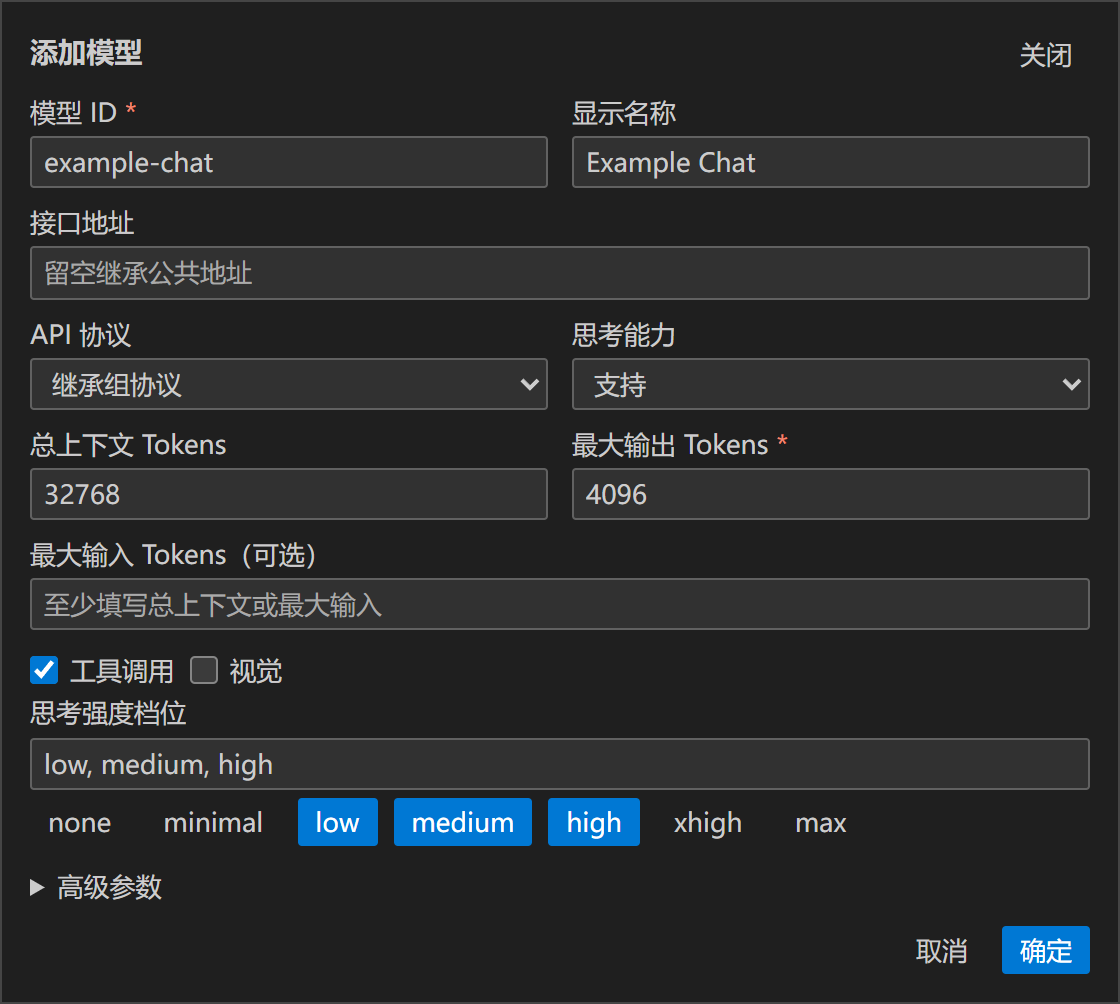 添加模型 关闭
模型 ID * 显示名称
example-chat Example Chat
接口地址
留空继承公共地址
API 协议 思考能力
继承组协议 支持
总上下文 Tokens 最大输出 Tokens *
32768 4096
最大输入 Tokens（可选）
至少填写总上下文或最大输入
工具调用 视觉
思考强度档位
low, medium, high
none minimal low medium high xhigh max
高级参数
取消 确定